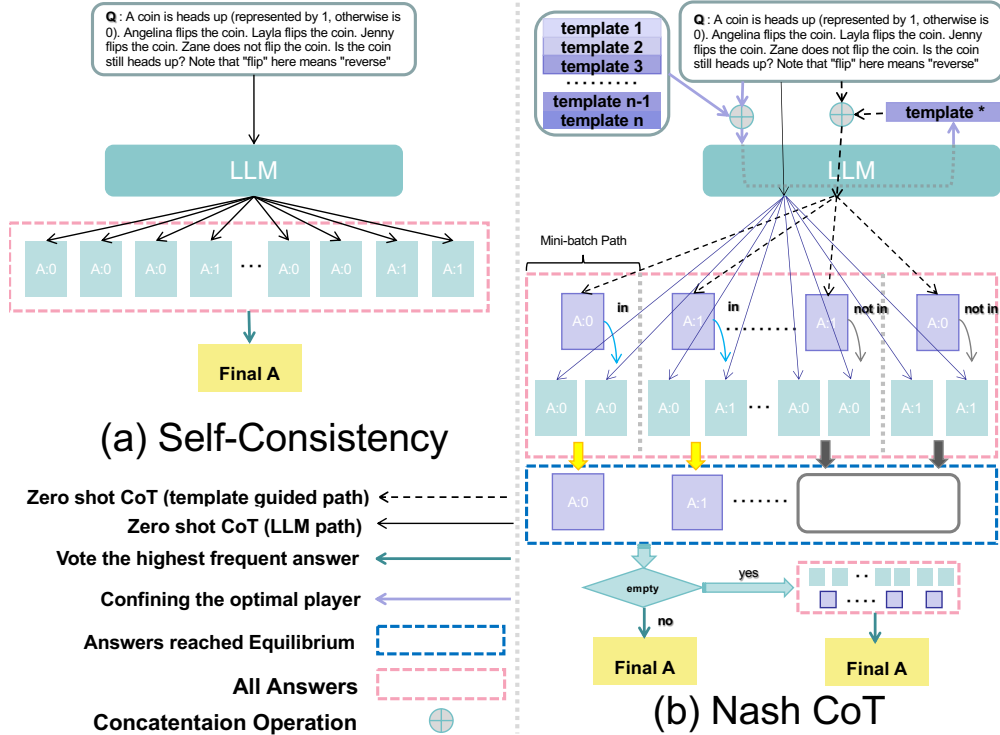 Q : A coin is heads up (represented by 1, otherwise is
0). Angelina flips the coin. Layla flips the coin. Jenny
flips the coin. Zane does not flip the coin. Is the coin
still heads up? Note that "flip" here means "reverse"
LLM
A:0
A:0
A:0
A:1
...
A:0
A:0
A:1
A:1
Final A
(a) Self-Consistency
Zero shot CoT (template guided path)
Zero shot CoT (LLM path)
Vote the highest frequent answer
Confining the optimal player
Answers reached Equilibrium
All Answers
Concatentaion Operation
template 1
template 2
template 3
.........
template n-1
template n
Q : A coin is heads up (represented by 1, otherwise is
0). Angelina flips the coin. Layla flips the coin. Jenny
flips the coin. Zane does not flip the coin. Is the coin
still heads up? Note that "flip" here means "reverse"
template *
LLM
Mini-batch Path
A:0
in
A:1
in
A:1
not in
A:0
not in
A:0
A:0
A:0
A:1
...
A:0
A:0
A:1
A:1
A:0
A:1
empty
yes
no
Final A
Final A
(b) Nash CoT